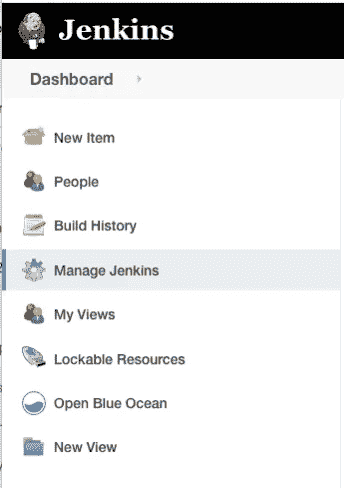 Jenkins
Dashboard
New Item
People
Build History
Manage Jenkins
My Views
Lockable Resources
Open Blue Ocean
New View